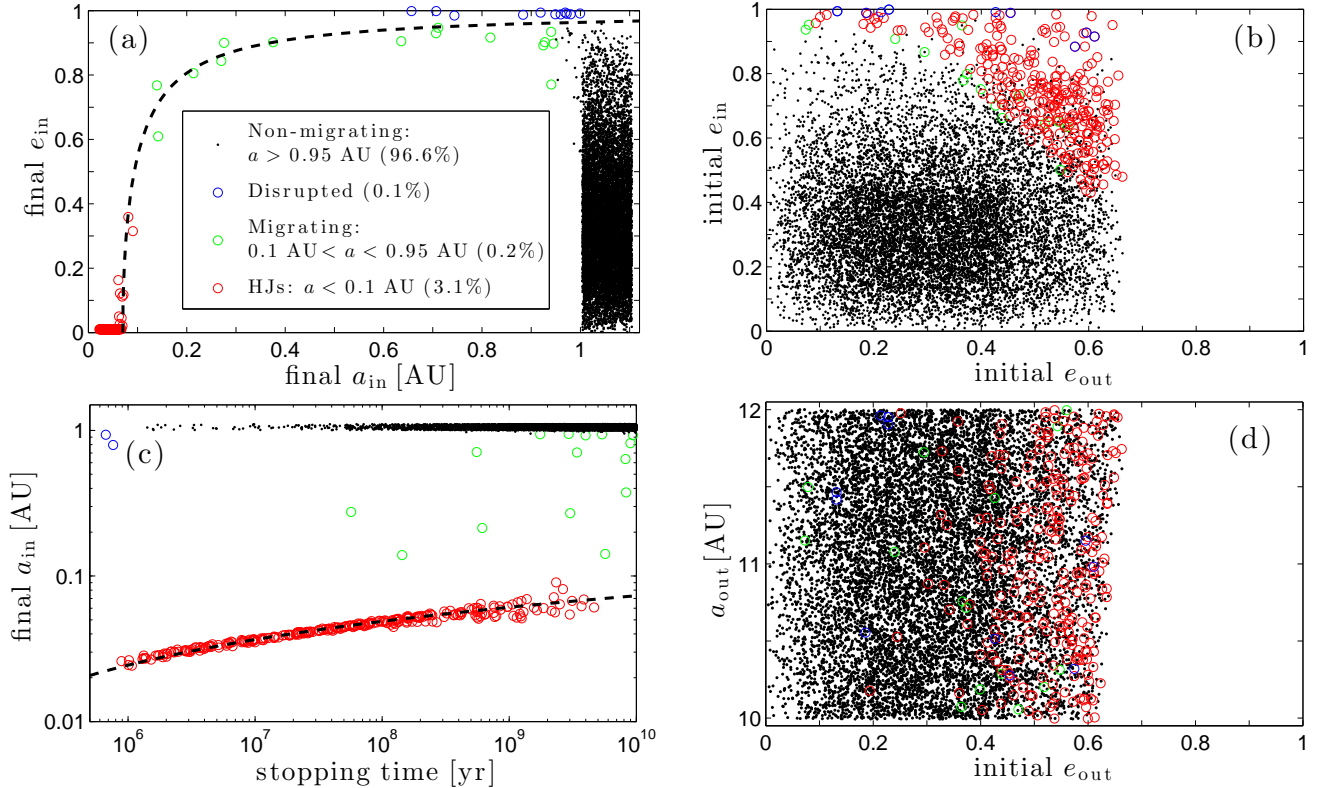 (a)
final e_in
1
0.8
0.6
0.4
0.2
0
0 0.2 0.4 0.6 0.8 1
final a_in [AU]
Non-migrating:
a > 0.95 AU (96.6%)
Disrupted (0.1%)
Migrating:
0.1 AU< a < 0.95 AU (0.2%)
HJs: a < 0.1 AU (3.1%)
(b)
initial e_in
1
0.8
0.6
0.4
0.2
0
0 0.2 0.4 0.6 0.8 1
initial e_out
(c)
final a_in [AU]
1
0.1
0.01
10^6 10^7 10^8 10^9 10^10
stopping time [yr]
(d)
a_out [AU]
12
11
10
0 0.2 0.4 0.6 0.8 1
initial e_out